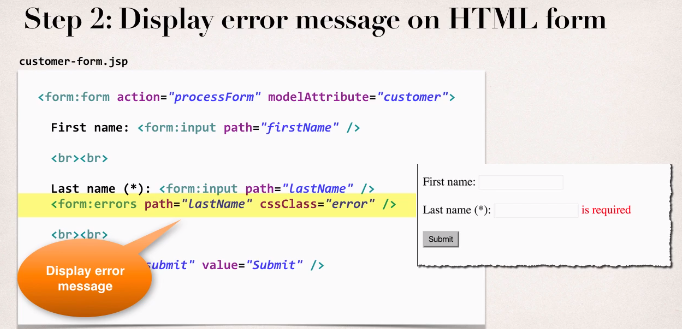 Step 2: Display error message on HTML form
customer-form.jsp
<form:form action="processForm" modelAttribute="customer">
First name: <form:input path="firstName" />
<br><br>
Last name (*): <form:input path="lastName" />
<form:errors path="lastName" cssClass="error" />
<br><br>
submit" value="Submit" />
Display error
message
First name:
Last name (*): is required
Submit